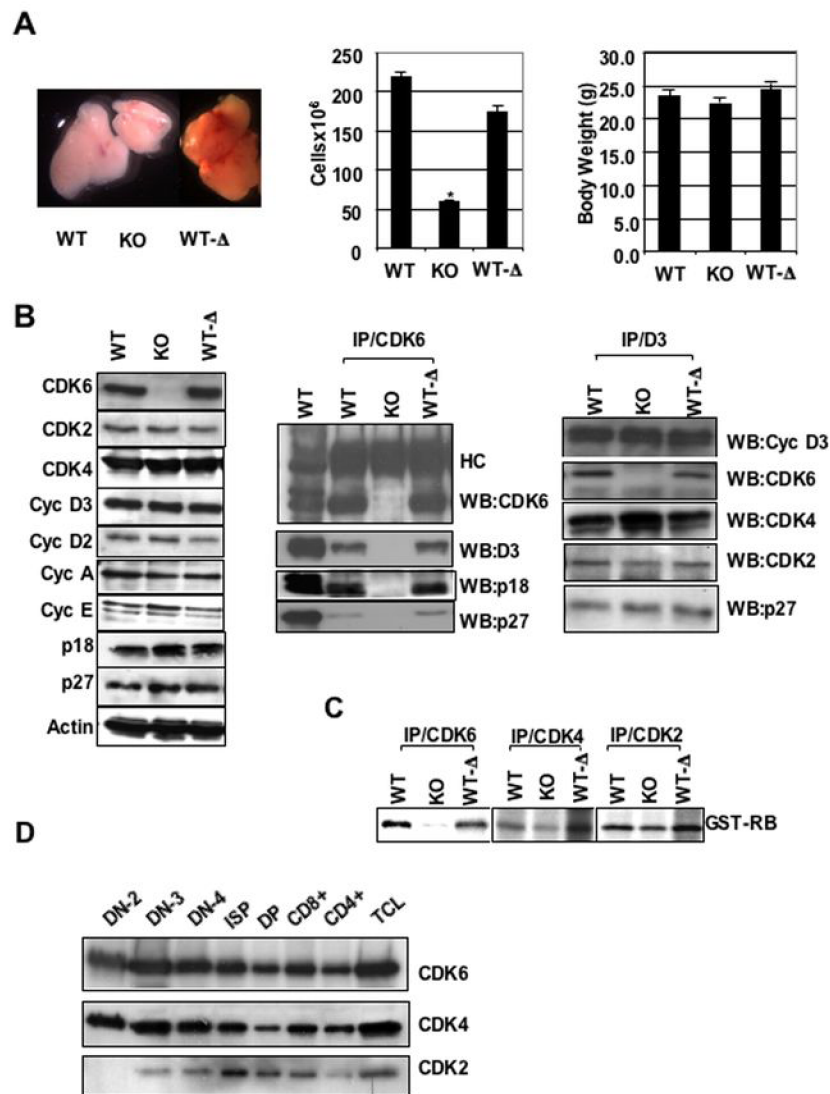 A
WT KO WT-Δ
250
200
150
100
50
0
Cellsx10⁶
*
WT KO WT-Δ
30.0
25.0
20.0
15.0
10.0
5.0
0.0
Body Weight (g)
WT KO WT-Δ
B
WT KO WT-Δ
CDK6
CDK2
CDK4
Cyc D3
Cyc D2
Cyc A
Cyc E
p18
p27
Actin
IP/CDK6
WT WT KO WT-Δ
HC
WB:CDK6
WB:D3
WB:p18
WB:p27
IP/D3
WT KO WT-Δ
WB:Cyc D3
WB:CDK6
WB:CDK4
WB:CDK2
WB:p27
C
IP/CDK6 IP/CDK4 IP/CDK2
WT KO WT-Δ WT KO WT-Δ WT KO WT-Δ
GST-RB
D
DN-2 DN-3 DN-4 ISP DP CD8+ CD4+ TCL
CDK6
CDK4
CDK2